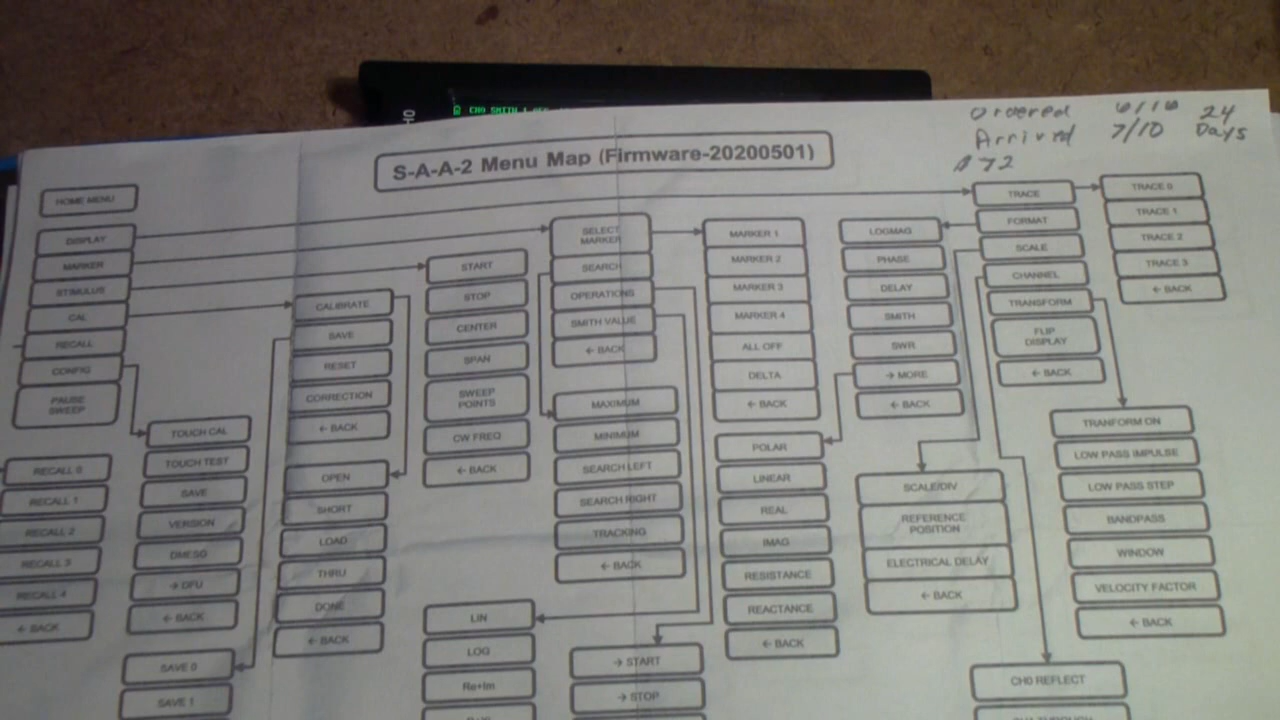 CH0 SMITH 1
Ordered 6/16 24
Arrived 7/10 Days
$72
S-A-A-2 Menu Map (Firmware-20200501)
HOME MENU
DISPLAY
MARKER
STIMULUS
CAL
RECALL
CONFIG
PAUSE
SWEEP
RECALL 0
RECALL 1
RECALL 2
RECALL 3
RECALL 4
← BACK
TOUCH CAL
TOUCH TEST
SAVE
VERSION
DMESG
→ DFU
← BACK
SAVE 0
SAVE 1
CALIBRATE
SAVE
RESET
CORRECTION
← BACK
OPEN
SHORT
LOAD
THRU
DONE
← BACK
START
STOP
CENTER
SPAN
SWEEP
POINTS
CW FREQ
← BACK
LIN
LOG
Re+Im
SELECT
MARKER
SEARCH
OPERATIONS
SMITH VALUE
← BACK
MAXIMUM
MINIMUM
SEARCH LEFT
SEARCH RIGHT
TRACKING
← BACK
→ START
→ STOP
MARKER 1
MARKER 2
MARKER 3
MARKER 4
ALL OFF
DELTA
← BACK
POLAR
LINEAR
REAL
IMAG
RESISTANCE
REACTANCE
← BACK
LOGMAG
PHASE
DELAY
SMITH
SWR
→ MORE
← BACK
SCALE/DIV
REFERENCE
POSITION
ELECTRICAL DELAY
← BACK
TRACE
FORMAT
SCALE
CHANNEL
TRANSFORM
FLIP
DISPLAY
← BACK
TRACE 0
TRACE 1
TRACE 2
TRACE 3
← BACK
TRANFORM ON
LOW PASS IMPULSE
LOW PASS STEP
BANDPASS
WINDOW
VELOCITY FACTOR
← BACK
CH0 REFLECT